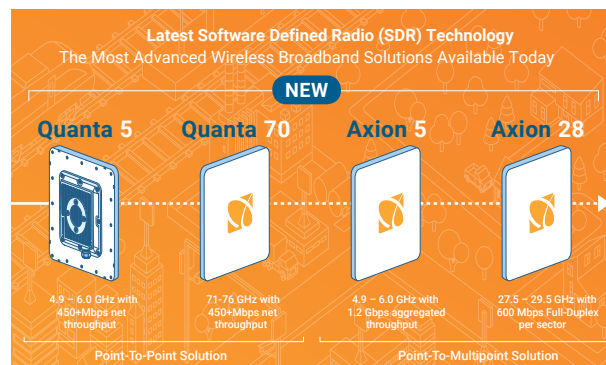 Latest Software Defined Radio (SDR) Technology
The Most Advanced Wireless Broadband Solutions Available Today
NEW
Quanta 5
Quanta 70
Axion 5
Axion 28
4.9 – 6.0 GHz with
450+Mbps net
throughput
71-76 GHz with
450+Mbps net
throughput
4.9 – 6.0 GHz with
1.2 Gbps aggregated
throughput
27.5 – 29.5 GHz with
600 Mbps Full-Duplex
per sector
Point-To-Point Solution
Point-To-Multipoint Solution